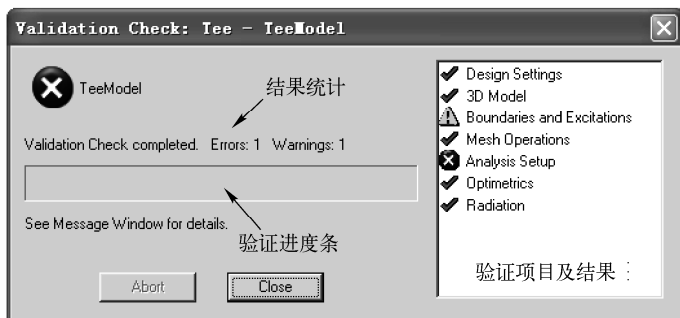 Validation Check: Tee - TeeModel
TeeModel
结果统计
Validation Check completed. Errors: 1 Warnings: 1
See Message Window for details.
验证进度条
Abort
Close
Design Settings
3D Model
Boundaries and Excitations
Mesh Operations
Analysis Setup
Optimetrics
Radiation
验证项目及结果